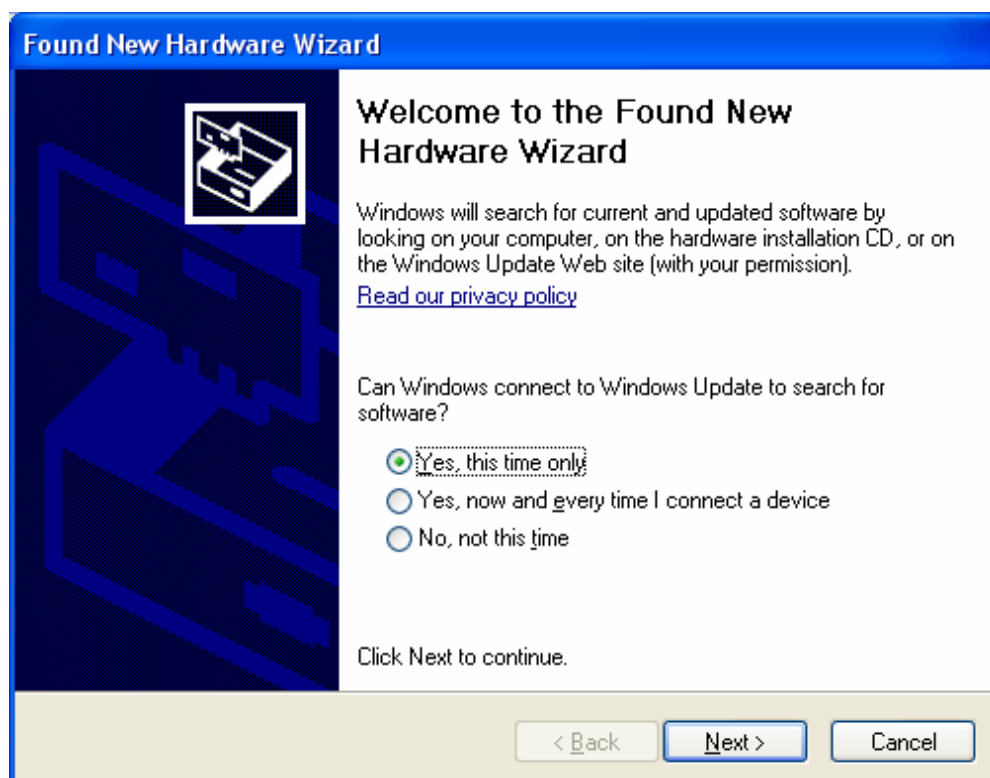 Found New Hardware Wizard
Welcome to the Found New
Hardware Wizard
Windows will search for current and updated software by
looking on your computer, on the hardware installation CD, or on
the Windows Update Web site (with your permission).
Read our privacy policy
Can Windows connect to Windows Update to search for
software?
Yes, this time only
Yes, now and every time I connect a device
No, not this time
Click Next to continue.
< Back Next > Cancel